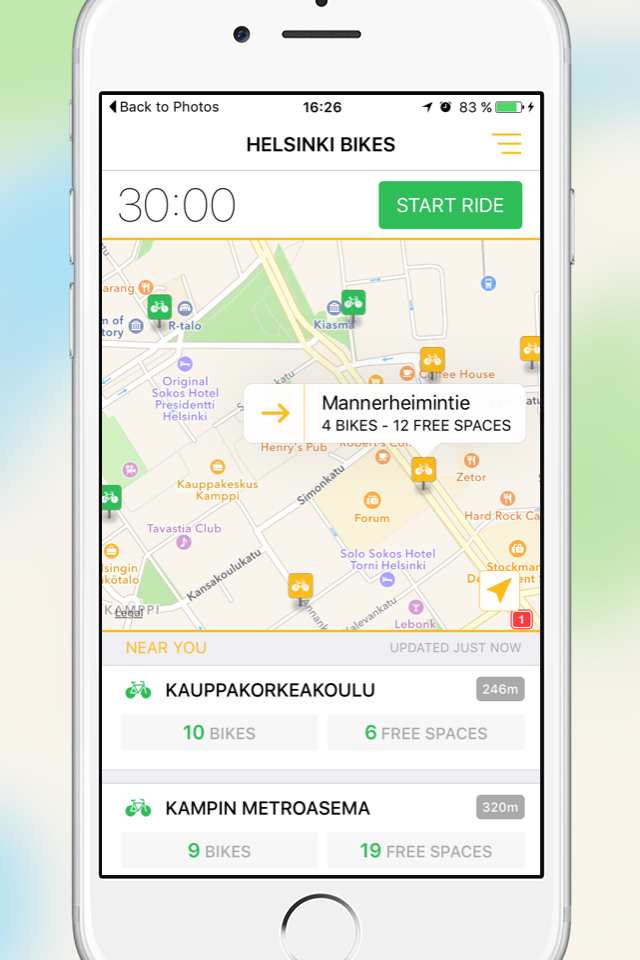 Back to Photos
16:26
83 %
HELSINKI BIKES
30:00
START RIDE
arang
R-talo
m of
tory
Kiasma
Original
Sokos Hotel
Presidentti
Helsinki
Coffee House
Mannerheimintie
4 BIKES - 12 FREE SPACES
Henry's Pub
Robert's Co
Zetor
Kauppakeskus
Kamppi
Simonkatu
Forum
Hard Rock Ca
Tavastia Club
Solo Sokos Hotel
Torni Helsinki
lsingin
akötalo
Kansakoulukatu
Stockman
De
ent S
KAMPPI
Legal
Kalevankatu
Lebonk
1
NEAR YOU
UPDATED JUST NOW
KAUPPAKORKEAKOULU
246m
10 BIKES
6 FREE SPACES
KAMPIN METROASEMA
320m
9 BIKES
19 FREE SPACES